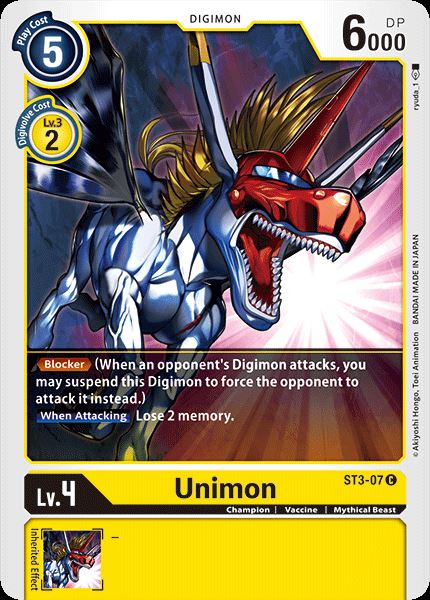 DIGIMON
Play Cost
5
DP
6000
Digivolve Cost
Lv.3
2
ryuda_1
© Akiyoshi Hongo, Toei Animation BANDAI MADE IN JAPAN
Blocker (When an opponent's Digimon attacks, you
may suspend this Digimon to force the opponent to
attack it instead.)
When Attacking Lose 2 memory.
ST3-07 C
Lv.4
Unimon
Champion | Vaccine | Mythical Beast
Inherited Effect
–